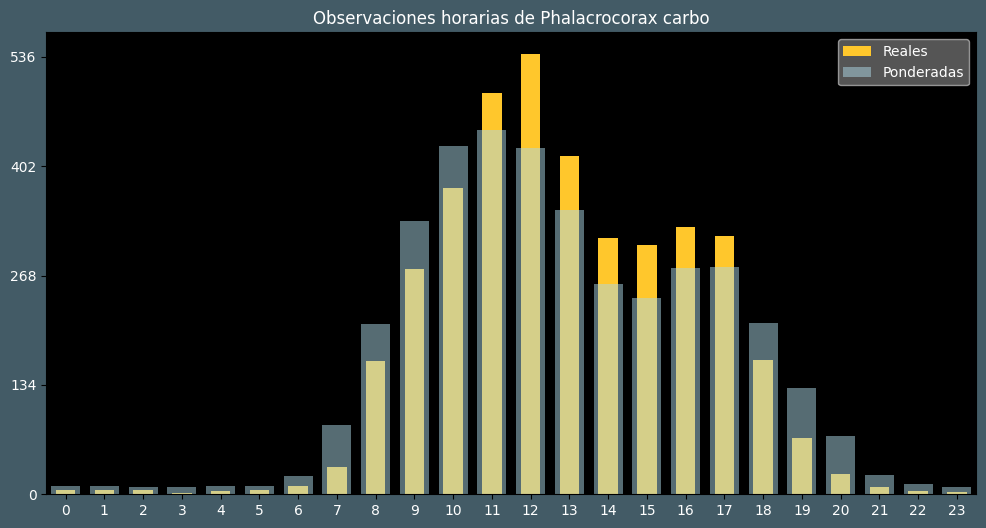 Observaciones horarias de Phalacrocorax carbo
Reales
Ponderadas
536
402
268
134
0
0 1 2 3 4 5 6 7 8 9 10 11 12 13 14 15 16 17 18 19 20 21 22 23